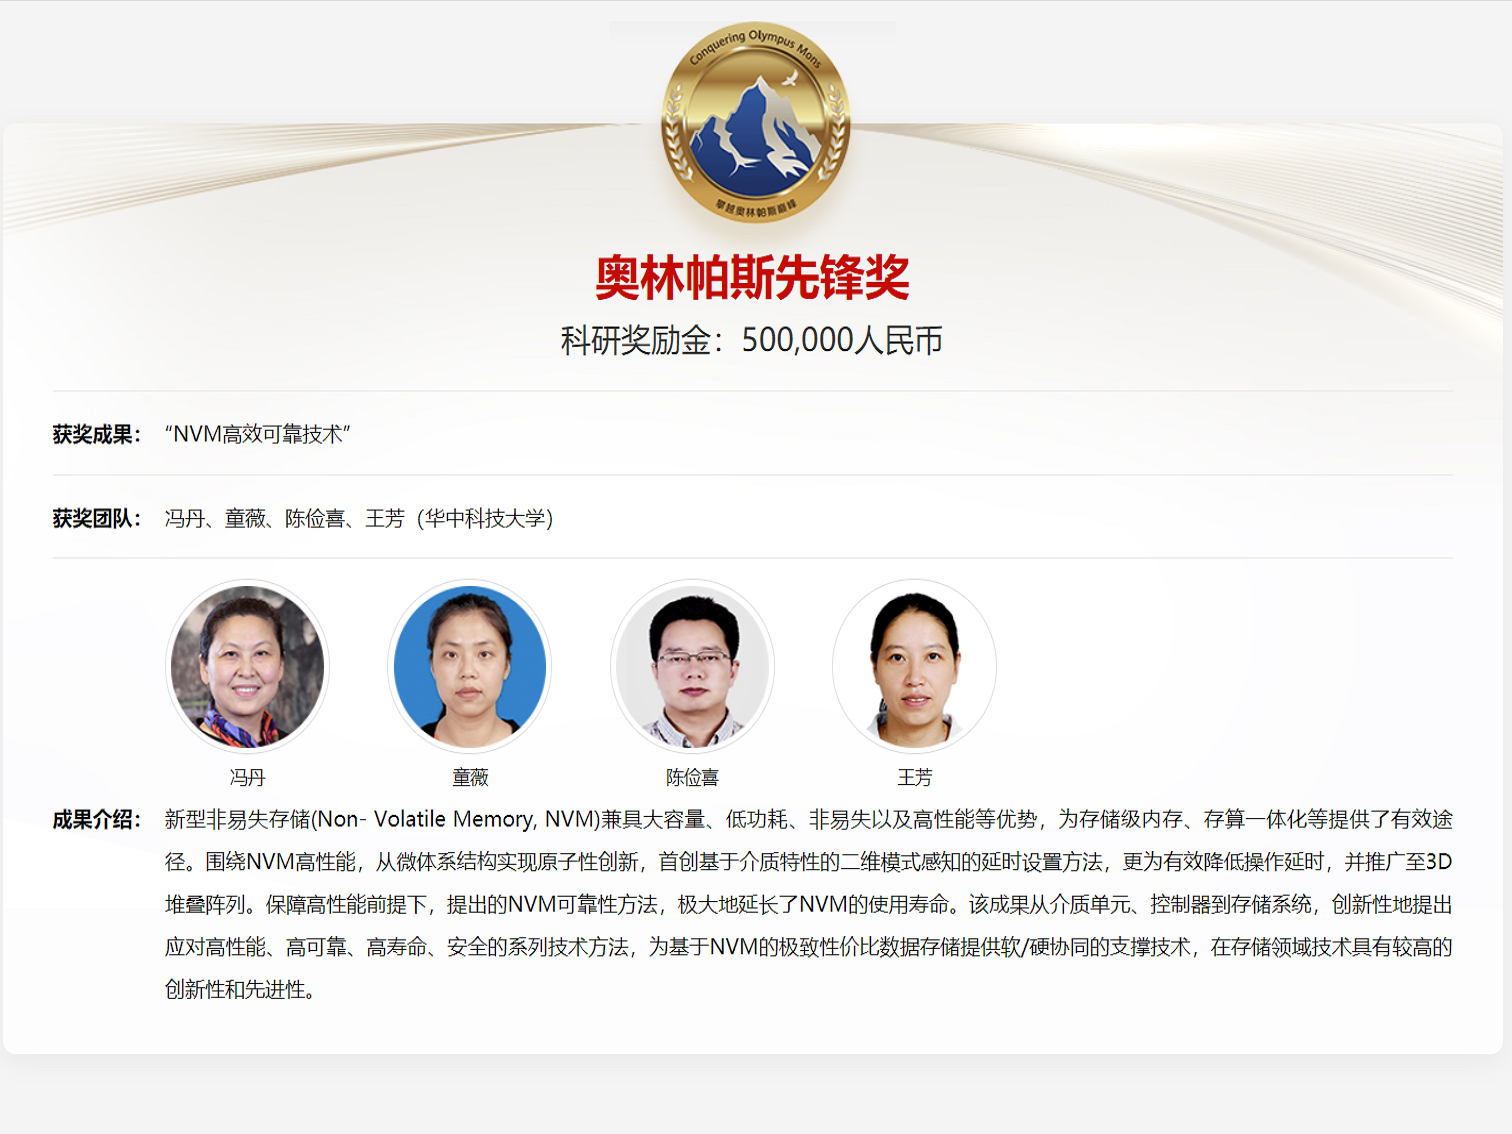 Conquering Olympus Mons
攀越奥林帕斯巅峰
奥林帕斯先锋奖
科研奖励金：500,000人民币
获奖成果：“NVM高效可靠技术”
获奖团队：冯丹、童薇、陈俭喜、王芳（华中科技大学）
冯丹 童薇 陈俭喜 王芳
成果介绍：新型非易失存储(Non- Volatile Memory, NVM)兼具大容量、低功耗、非易失以及高性能等优势，为存储级内存、存算一体化等提供了有效途
径。围绕NVM高性能，从微体系结构实现原子性创新，首创基于介质特性的二维模式感知的延时设置方法，更为有效降低操作延时，并推广至3D
堆叠阵列。保障高性能前提下，提出的NVM可靠性方法，极大地延长了NVM的使用寿命。该成果从介质单元、控制器到存储系统，创新性地提出
应对高性能、高可靠、高寿命、安全的系列技术方法，为基于NVM的极致性价比数据存储提供软/硬协同的支撑技术，在存储领域技术具有较高的
创新性和先进性。